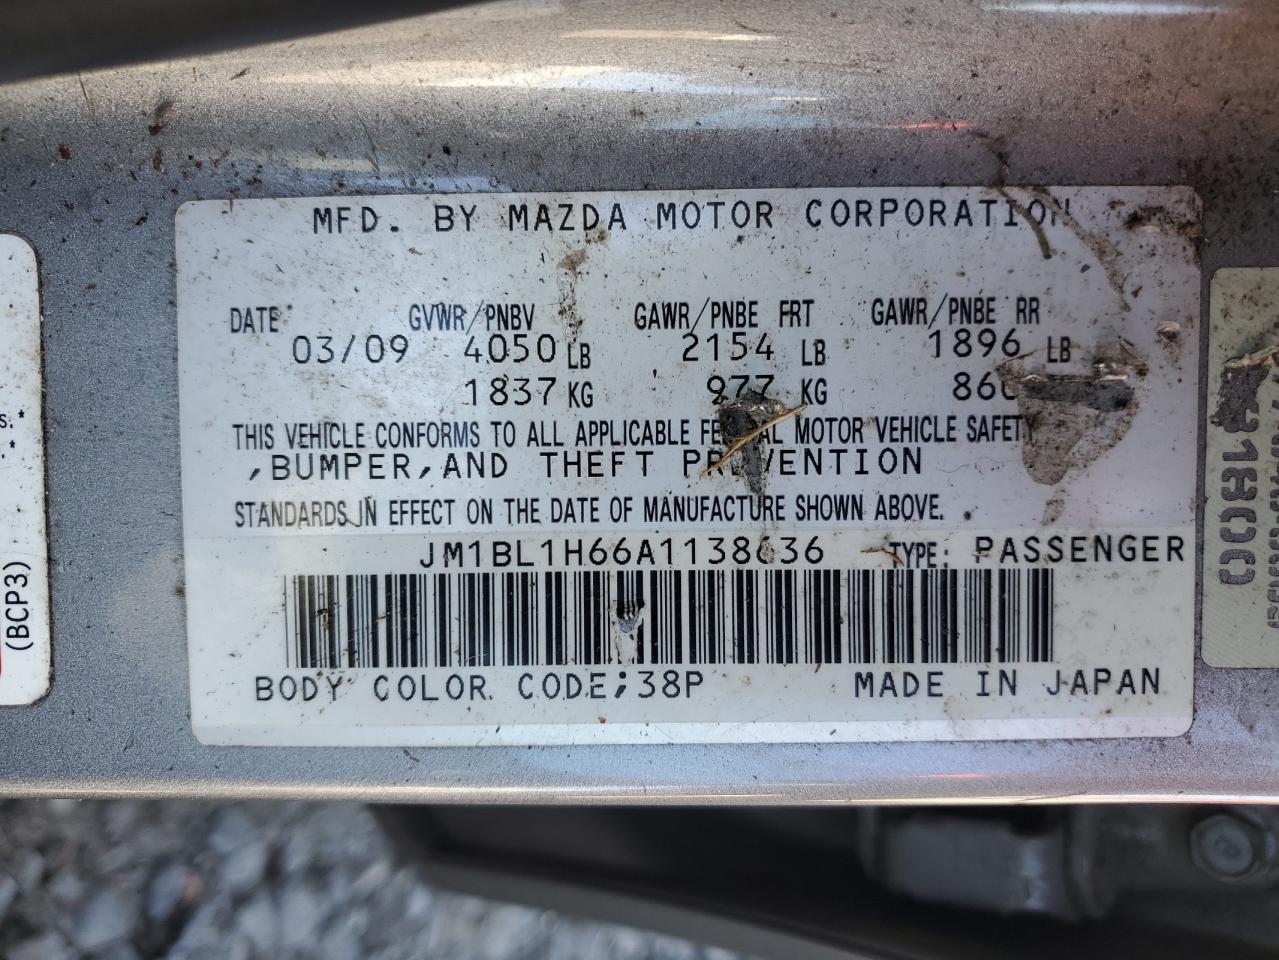 MFD. BY MAZDA MOTOR CORPORATION
DATE GVWR/PNBV GAWR/PNBE FRT GAWR/PNBE RR
03/09 4050 LB 2154 LB 1896 LB
1837 KG 977 KG KG
THIS VEHICLE CONFORMS TO ALL APPLICABLE FEDERAL MOTOR VEHICLE SAFETY
,BUMPER,AND THEFT PREVENTION
STANDARDS IN EFFECT ON THE DATE OF MANUFACTURE SHOWN ABOVE.
TYPE: PASSENGER
BODY COLOR CODE;38P MADE IN JAPAN
(BCP3)